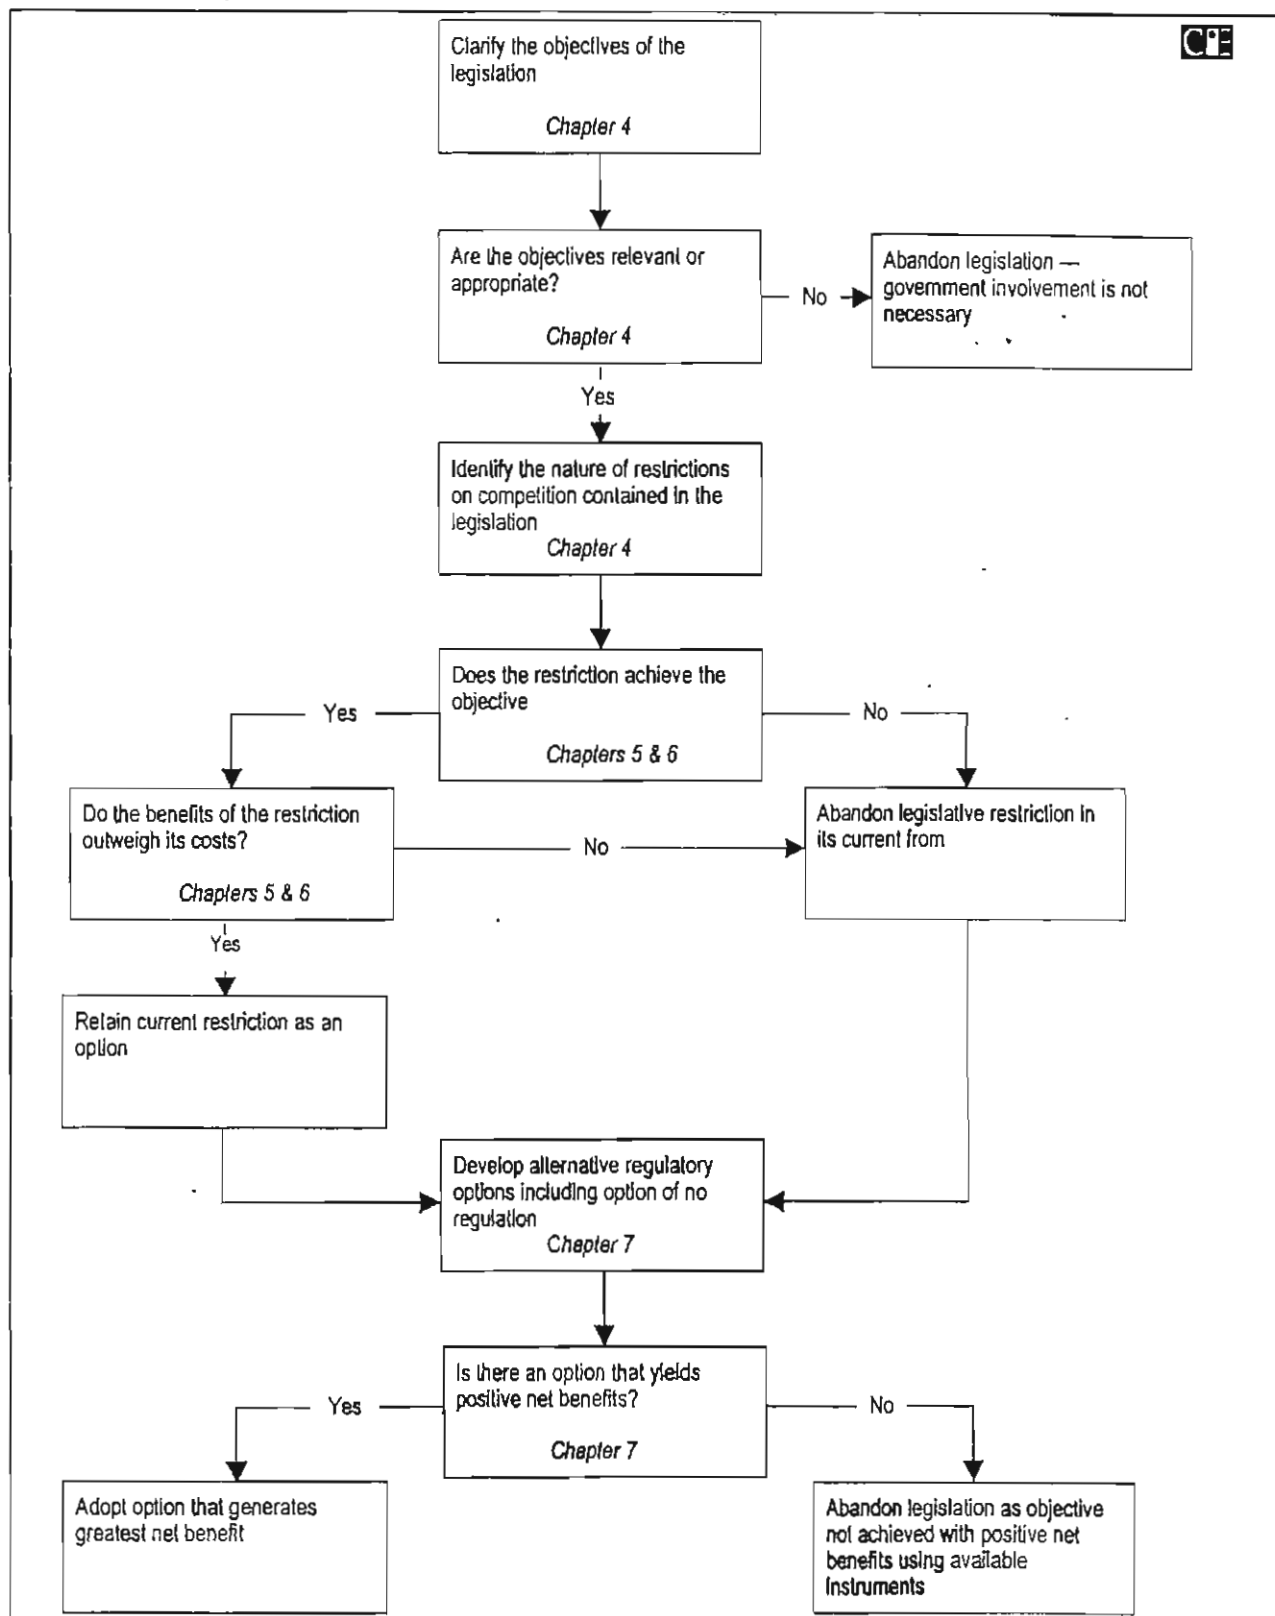 CIE
Clarify the objectives of the
legislation
Chapter 4
Are the objectives relevant or
appropriate?
Chapter 4
No
Abandon legislation —
government involvement is not
necessary
Yes
Identify the nature of restrictions
on competition contained in the
legislation
Chapter 4
Does the restriction achieve the
objective
Chapters 5 & 6
Yes
No
Do the benefits of the restriction
outweigh its costs?
Chapters 5 & 6
No
Abandon legislative restriction in
its current from
Yes
Retain current restriction as an
option
Develop alternative regulatory
options including option of no
regulation
Chapter 7
Is there an option that yields
positive net benefits?
Chapter 7
Yes
No
Adopt option that generates
greatest net benefit
Abandon legislation as objective
not achieved with positive net
benefits using available
instruments